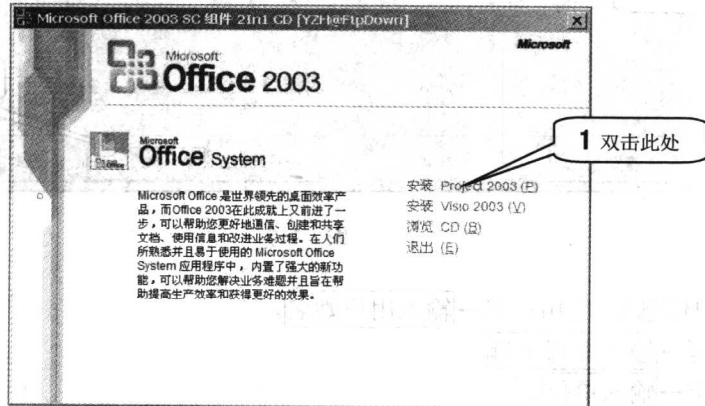 Microsoft Office 2003 SC 组件 2In1 CD [YZH@FtpDown]
Microsoft
Microsoft
Office 2003
Microsoft
Office System
Office
1 双击此处
安装 Project 2003 (P)
安装 Visio 2003 (V)
浏览 CD (B)
退出 (E)
Microsoft Office 是世界领先的桌面效率产
品，而Office 2003在此成就上又前进了一
步，可以帮助您更好地通信、创建和共享
文档、使用信息和改进业务过程。在人们
所熟悉并且易于使用的 Microsoft Office
System 应用程序中，内置了强大的新功
能，可以帮助您解决业务难题并且旨在帮
助提高生产效率和获得更好的效果。